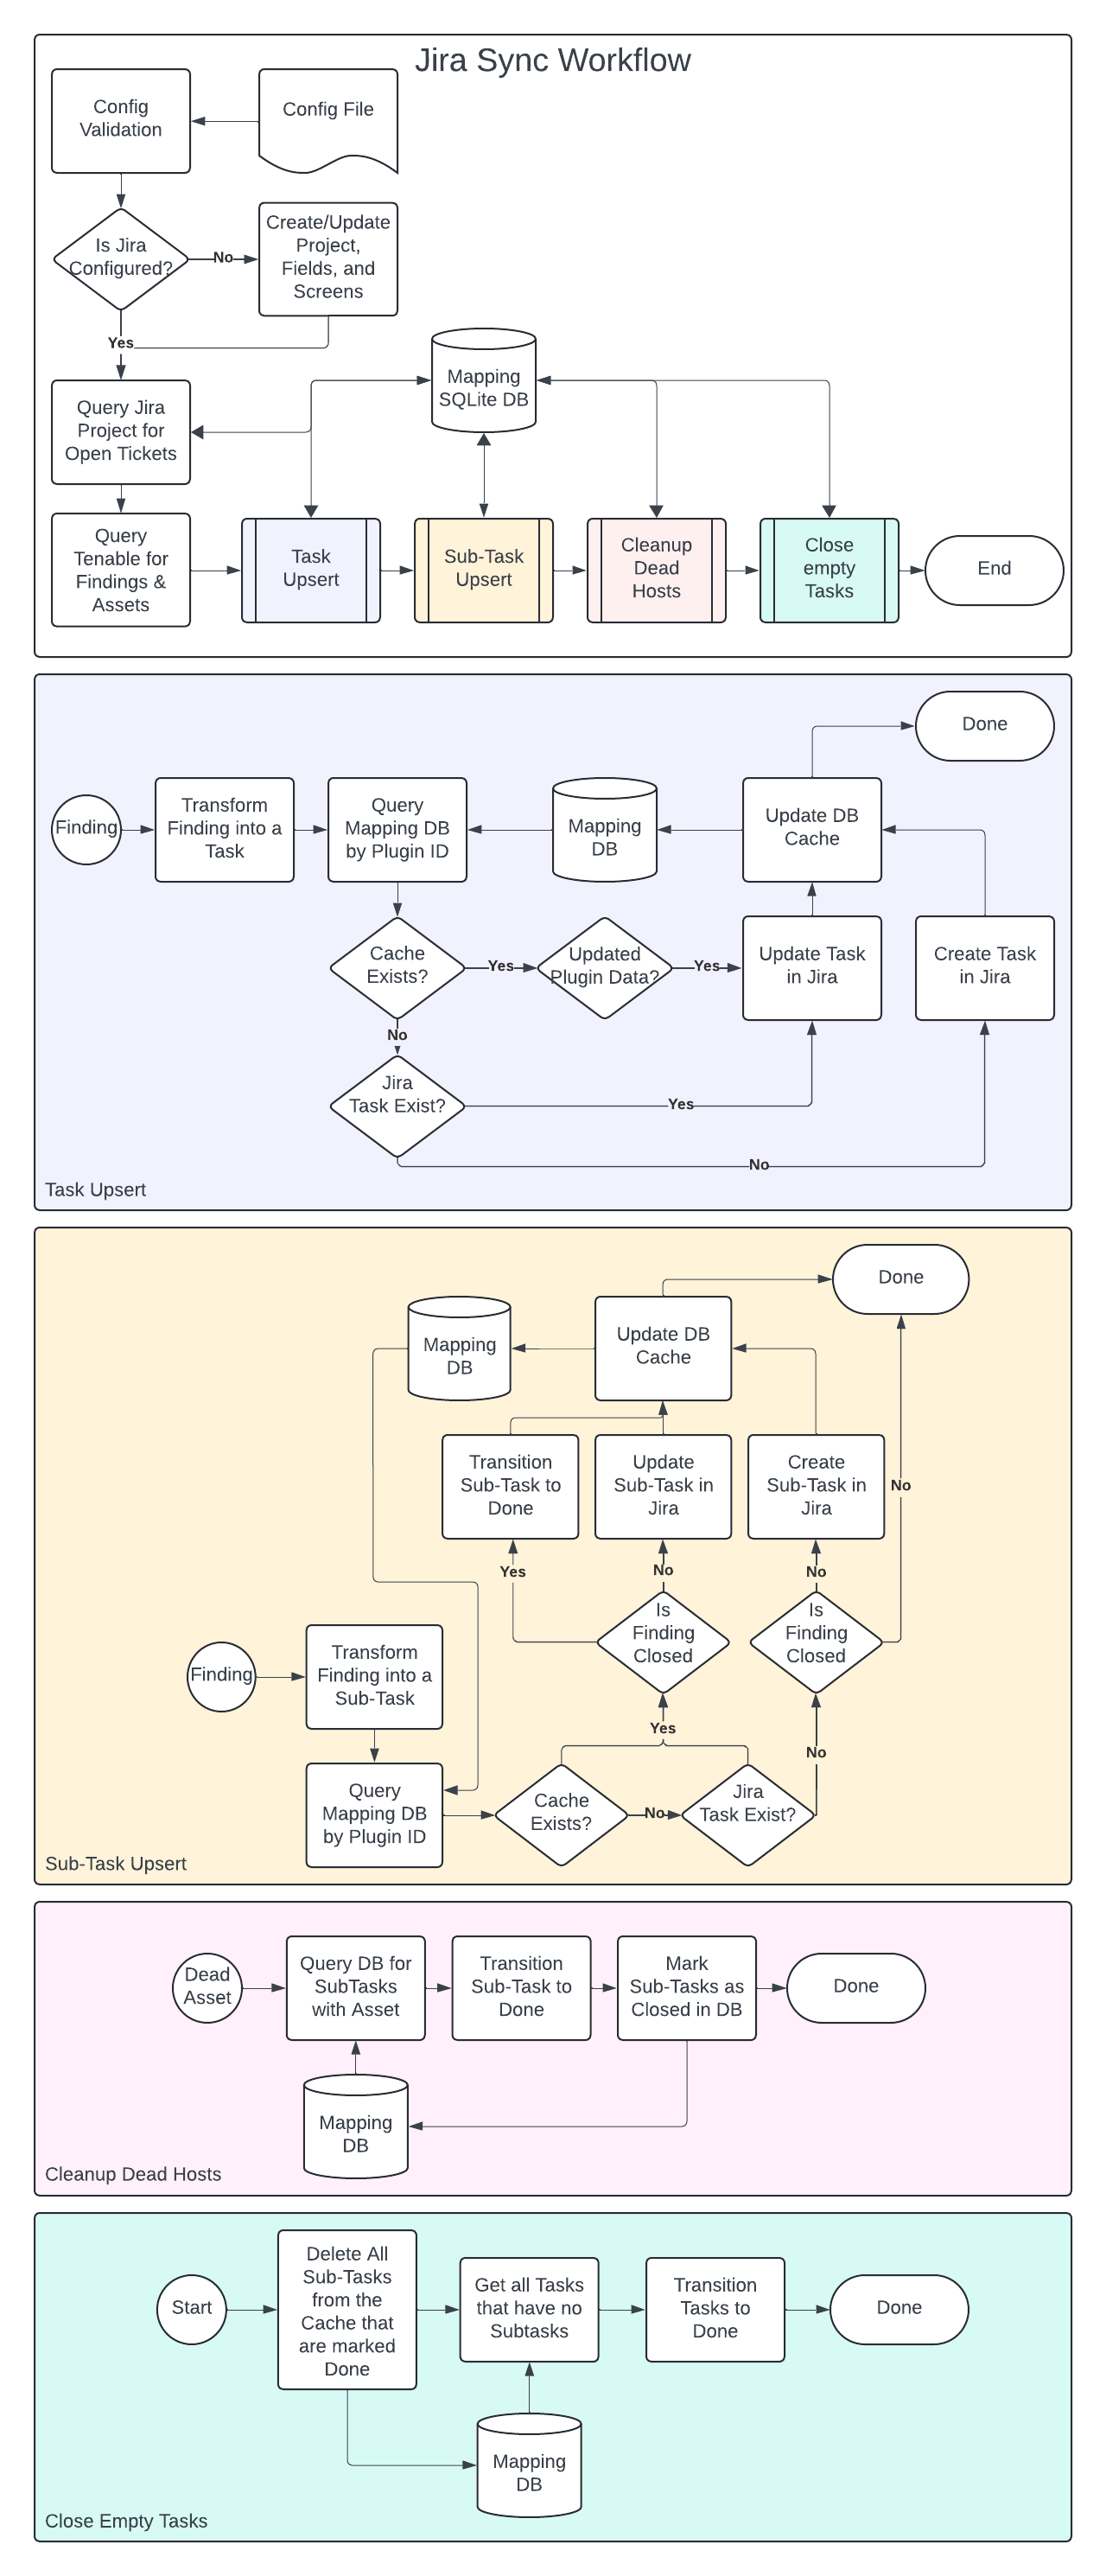 Jira Sync Workflow
Config
Validation
Config File
Is Jira
Configured?
No
Create/Update
Project,
Fields, and
Screens
Yes
Mapping
SQLite DB
Query Jira
Project for
Open Tickets
Query
Tenable for
Findings &
Assets
Task
Upsert
Sub-Task
Upsert
Cleanup
Dead
Hosts
Close
empty
Tasks
End
Done
Finding
Transform
Finding into a
Task
Query
Mapping DB
by Plugin ID
Mapping
DB
Update DB
Cache
Cache
Exists?
Yes
Updated
Plugin Data?
Yes
Update Task
in Jira
Create Task
in Jira
No
Jira
Task Exist?
Yes
No
Task Upsert
Done
Mapping
DB
Update DB
Cache
Transition
Sub-Task to
Done
Update
Sub-Task in
Jira
Create
Sub-Task in
Jira
No
Yes
No
No
Is
Finding
Closed
Is
Finding
Closed
Finding
Transform
Finding into a
Sub-Task
Yes
No
Query
Mapping DB
by Plugin ID
Cache
Exists?
No
Jira
Task Exist?
Sub-Task Upsert
Dead
Asset
Query DB for
SubTasks
with Asset
Transition
Sub-Task to
Done
Mark
Sub-Tasks as
Closed in DB
Done
Mapping
DB
Cleanup Dead Hosts
Start
Delete All
Sub-Tasks
from the
Cache that
are marked
Done
Get all Tasks
that have no
Subtasks
Transition
Tasks to
Done
Done
Mapping
DB
Close Empty Tasks